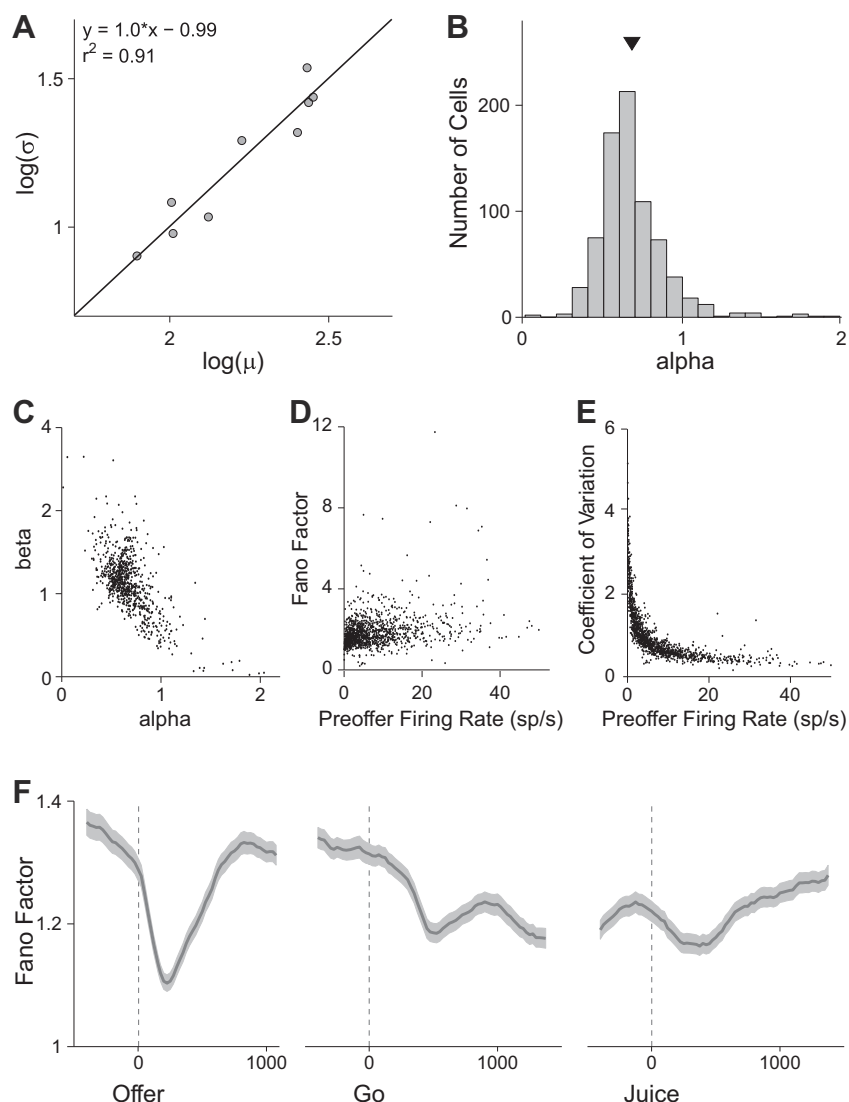 A
y = 1.0*x − 0.99
r² = 0.91
1.5
1
log(σ)
2
2.5
log(μ)
B
200
100
0
Number of Cells
0
1
2
alpha
C
4
2
1
0
beta
0
1
2
alpha
D
12
8
4
0
Fano Factor
0
20
40
Preoffer Firing Rate (sp/s)
E
6
4
2
0
Coefficient of Variation
0
20
40
Preoffer Firing Rate (sp/s)
F
1.4
1.2
1
Fano Factor
0
1000
0
1000
0
1000
Offer
Go
Juice